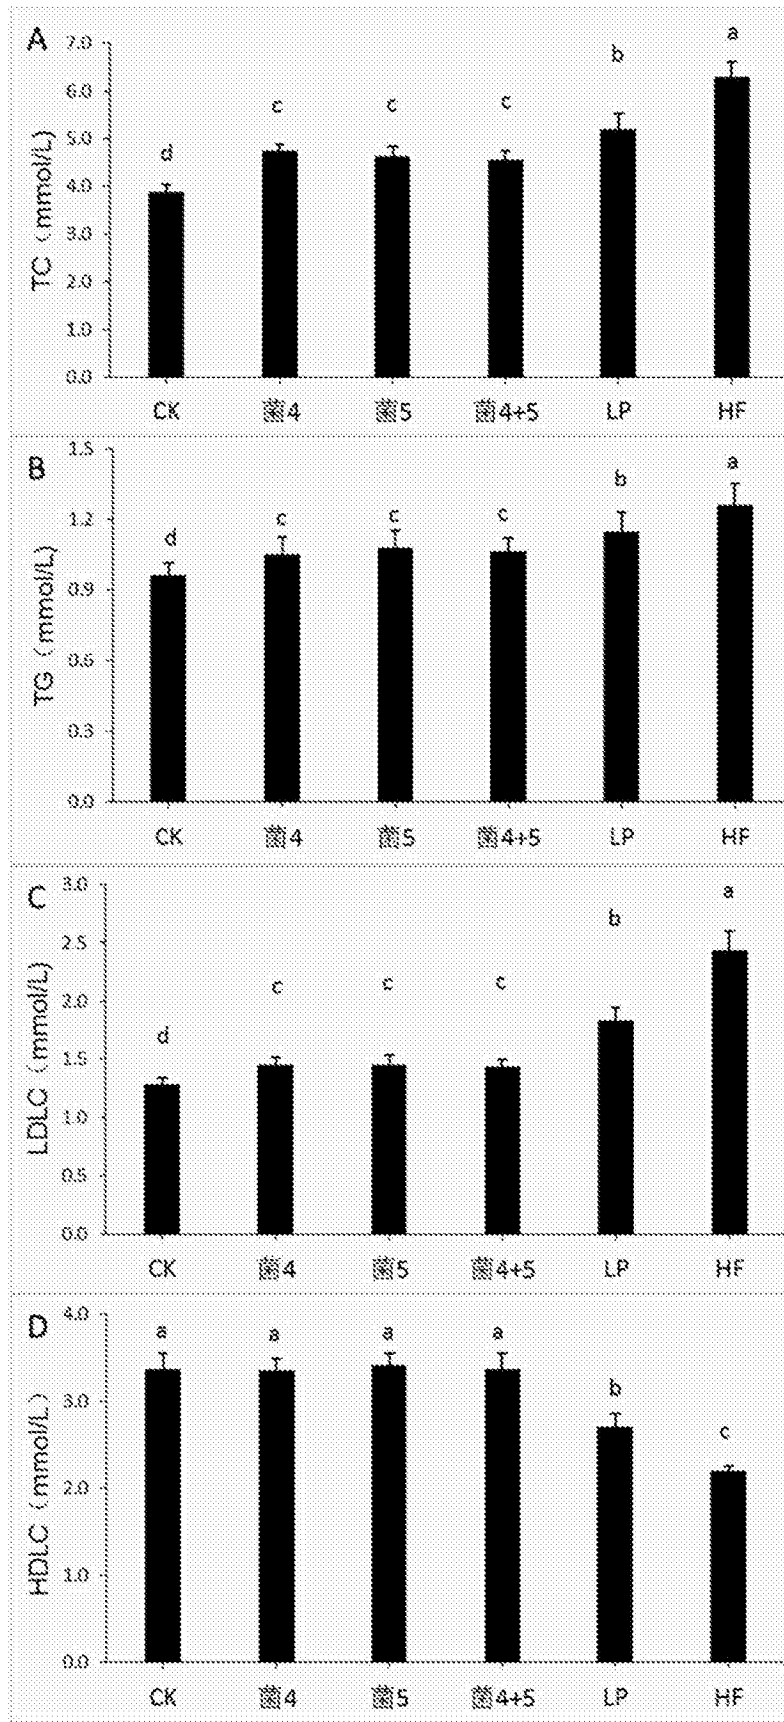 A
TC（mmol/L)
7.0
6.0
5.0
4.0
3.0
2.0
1.0
0.0
d
c
c
c
b
a
CK
菌4
菌5
菌4+5
LP
HF
B
TG（mmol/L)
1.5
1.2
0.9
0.6
0.3
0.0
d
c
c
c
b
a
CK
菌4
菌5
菌4+5
LP
HF
C
LDLC（mmol/L)
3.0
2.5
2.0
1.5
1.0
0.5
0.0
d
c
c
c
b
a
CK
菌4
菌5
菌4+5
LP
HF
D
HDLC（mmol/L）
4.0
3.0
2.0
1.0
0.0
a
a
a
a
b
c
CK
菌4
菌5
菌4+5
LP
HF